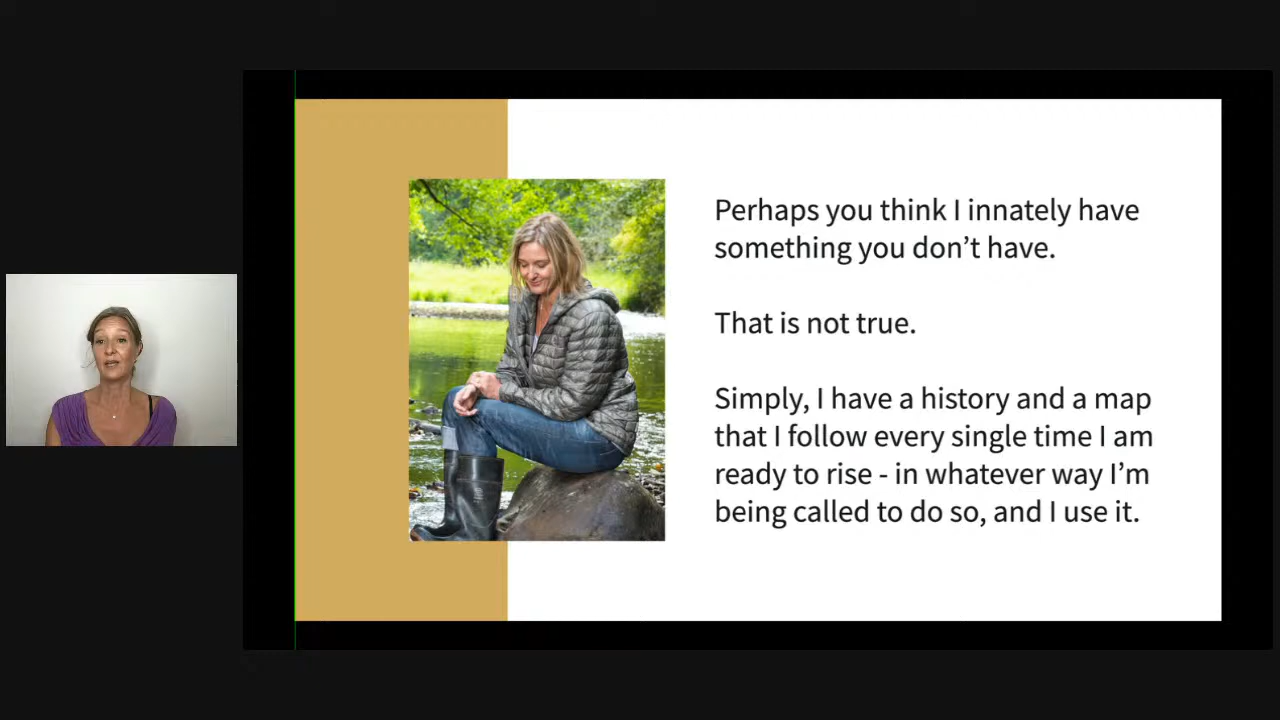 Perhaps you think I innately have
something you don’t have.
That is not true.
Simply, I have a history and a map
that I follow every single time I am
ready to rise - in whatever way I’m
being called to do so, and I use it.